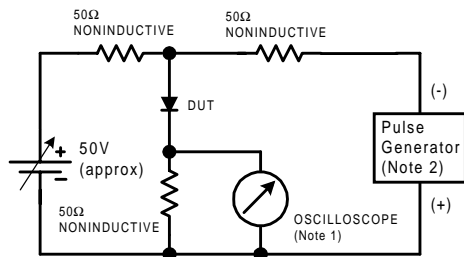 50Ω
NONINDUCTIVE
50Ω
NONINDUCTIVE
DUT
(-)
Pulse
Generator
(Note 2)
(+)
+
50V
(approx)
-
50Ω
NONINDUCTIVE
OSCILLOSCOPE
(Note 1)